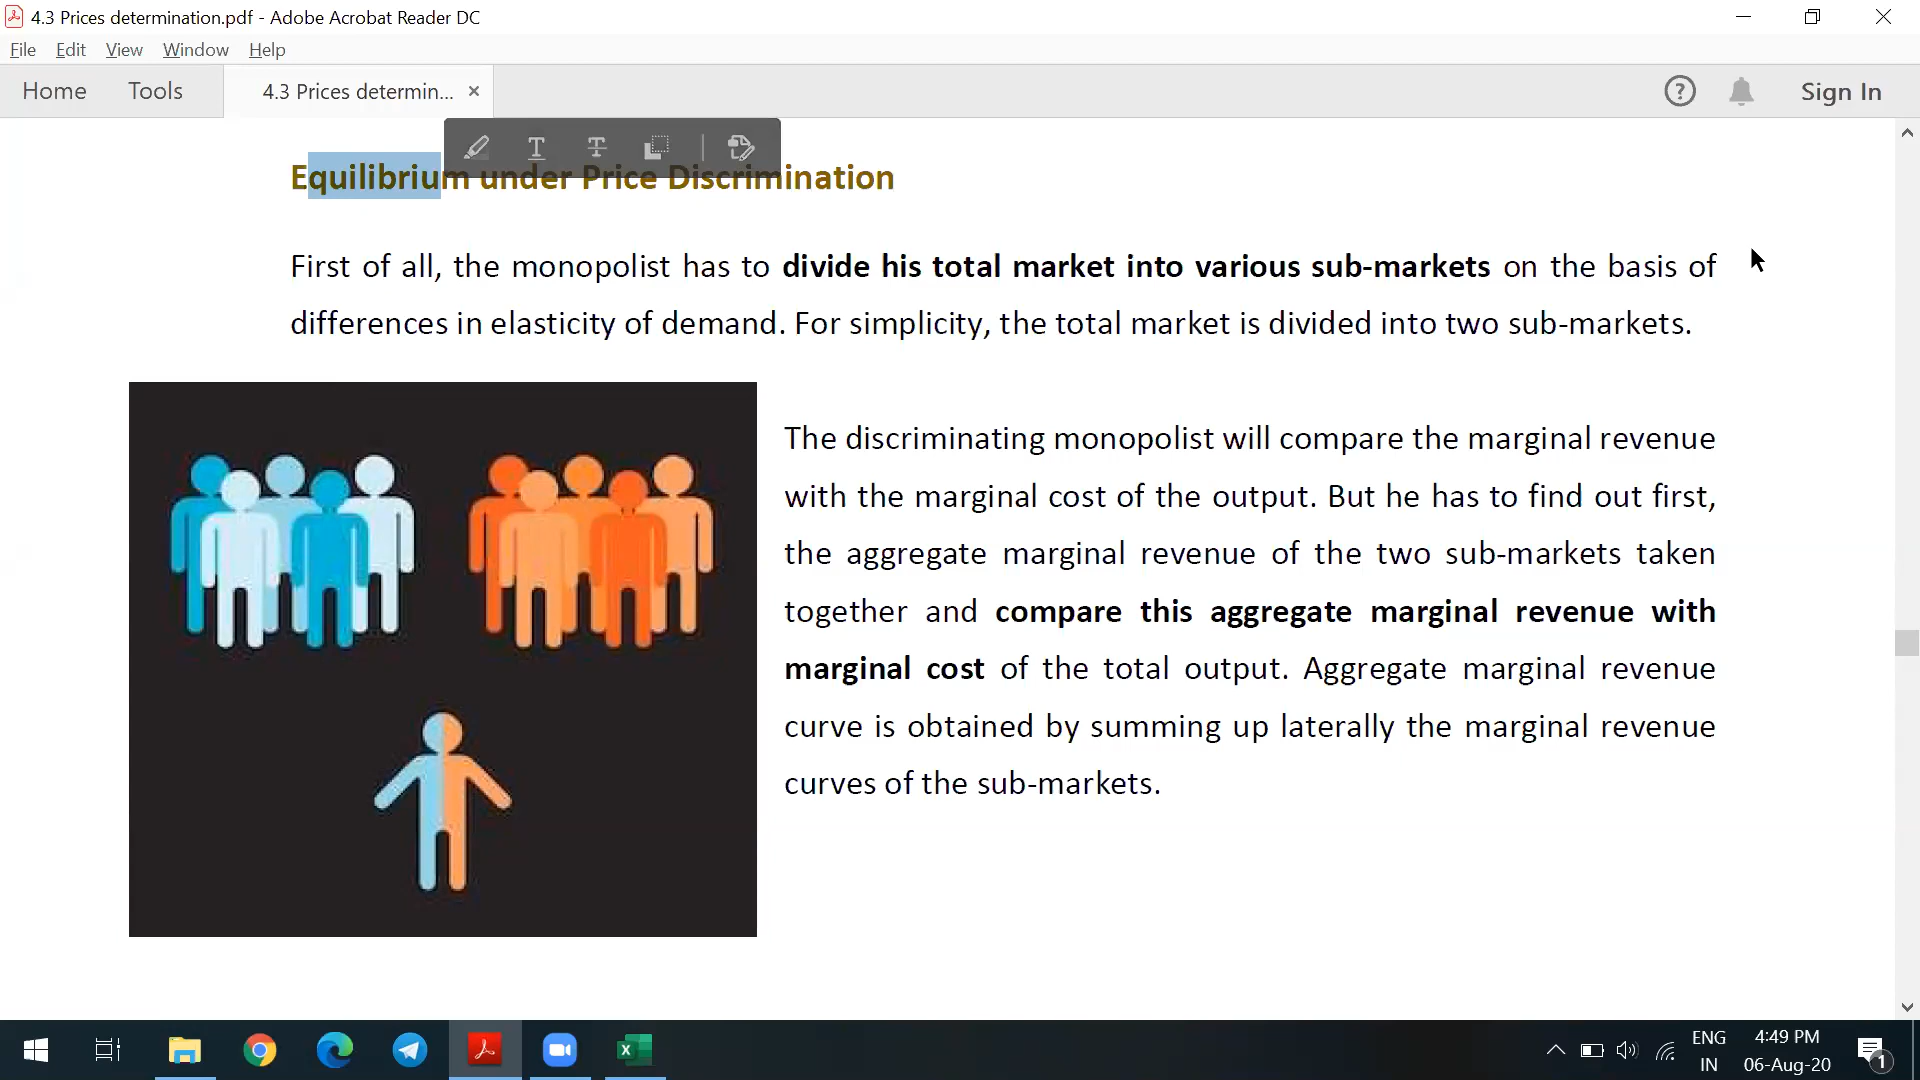 4.3 Prices determination.pdf - Adobe Acrobat Reader DC
File Edit View Window Help
Home Tools 4.3 Prices determin... × ? Sign In
Equilibrium under Price Discrimination
First of all, the monopolist has to divide his total market into various sub-markets on the basis of
differences in elasticity of demand. For simplicity, the total market is divided into two sub-markets.
The discriminating monopolist will compare the marginal revenue
with the marginal cost of the output. But he has to find out first,
the aggregate marginal revenue of the two sub-markets taken
together and compare this aggregate marginal revenue with
marginal cost of the total output. Aggregate marginal revenue
curve is obtained by summing up laterally the marginal revenue
curves of the sub-markets.
ENG 4:49 PM
IN 06-Aug-20 1